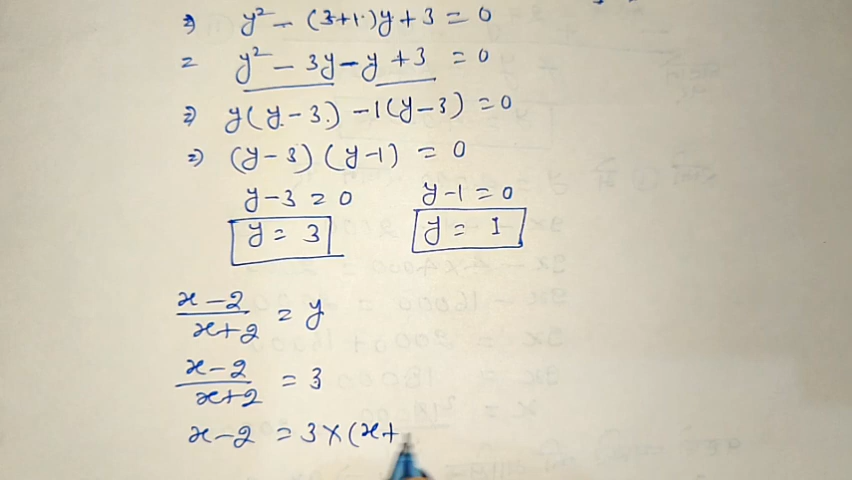 ⇒ y² - (3+1)y + 3 = 0
= y² - 3y - y + 3 = 0
⇒ y(y - 3) - 1(y - 3) = 0
⇒ (y - 3) (y - 1) = 0
y - 3 = 0 y - 1 = 0
y = 3 y = 1
x - 2 / x + 2 = y
x - 2 / x + 2 = 3
x - 2 = 3 × (x +